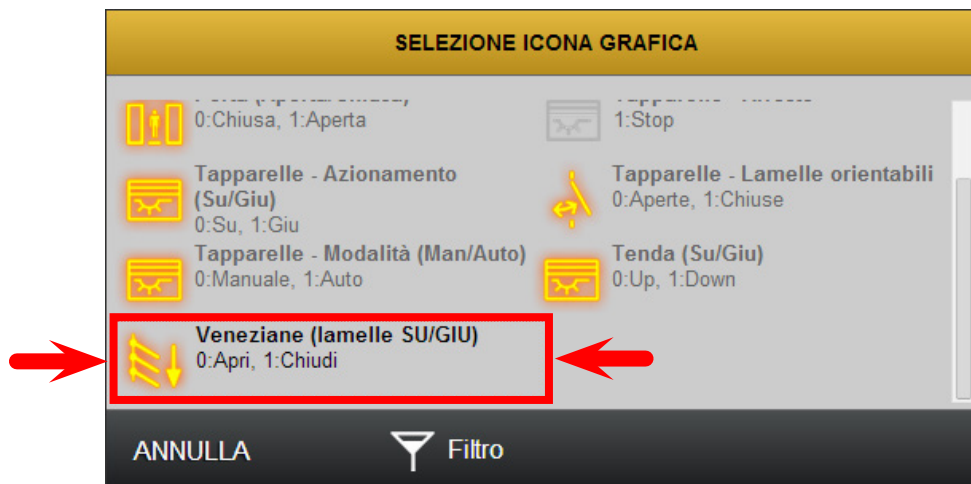 SELEZIONE ICONA GRAFICA
0:Chiusa, 1:Aperta
1:Stop
Tapparelle - Azionamento
(Su/Giu)
0:Su, 1:Giu
Tapparelle - Lamelle orientabili
0:Aperte, 1:Chiuse
Tapparelle - Modalità (Man/Auto)
0:Manuale, 1:Auto
Tenda (Su/Giu)
0:Up, 1:Down
Veneziane (lamelle SU/GIU)
0:Apri, 1:Chiudi
ANNULLA
Filtro